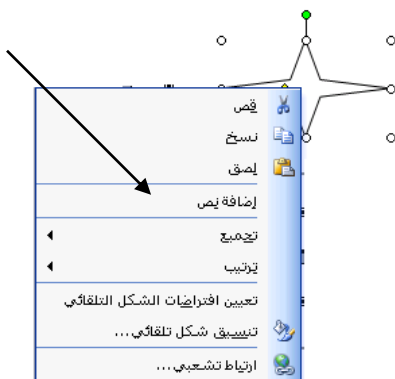 قص
نسخ
لصق
إضافة نص
تجميع
ترتيب
تعيين افتراضات الشكل التلقائي
تنسيق شكل تلقائي...
ارتباط تشعبي...